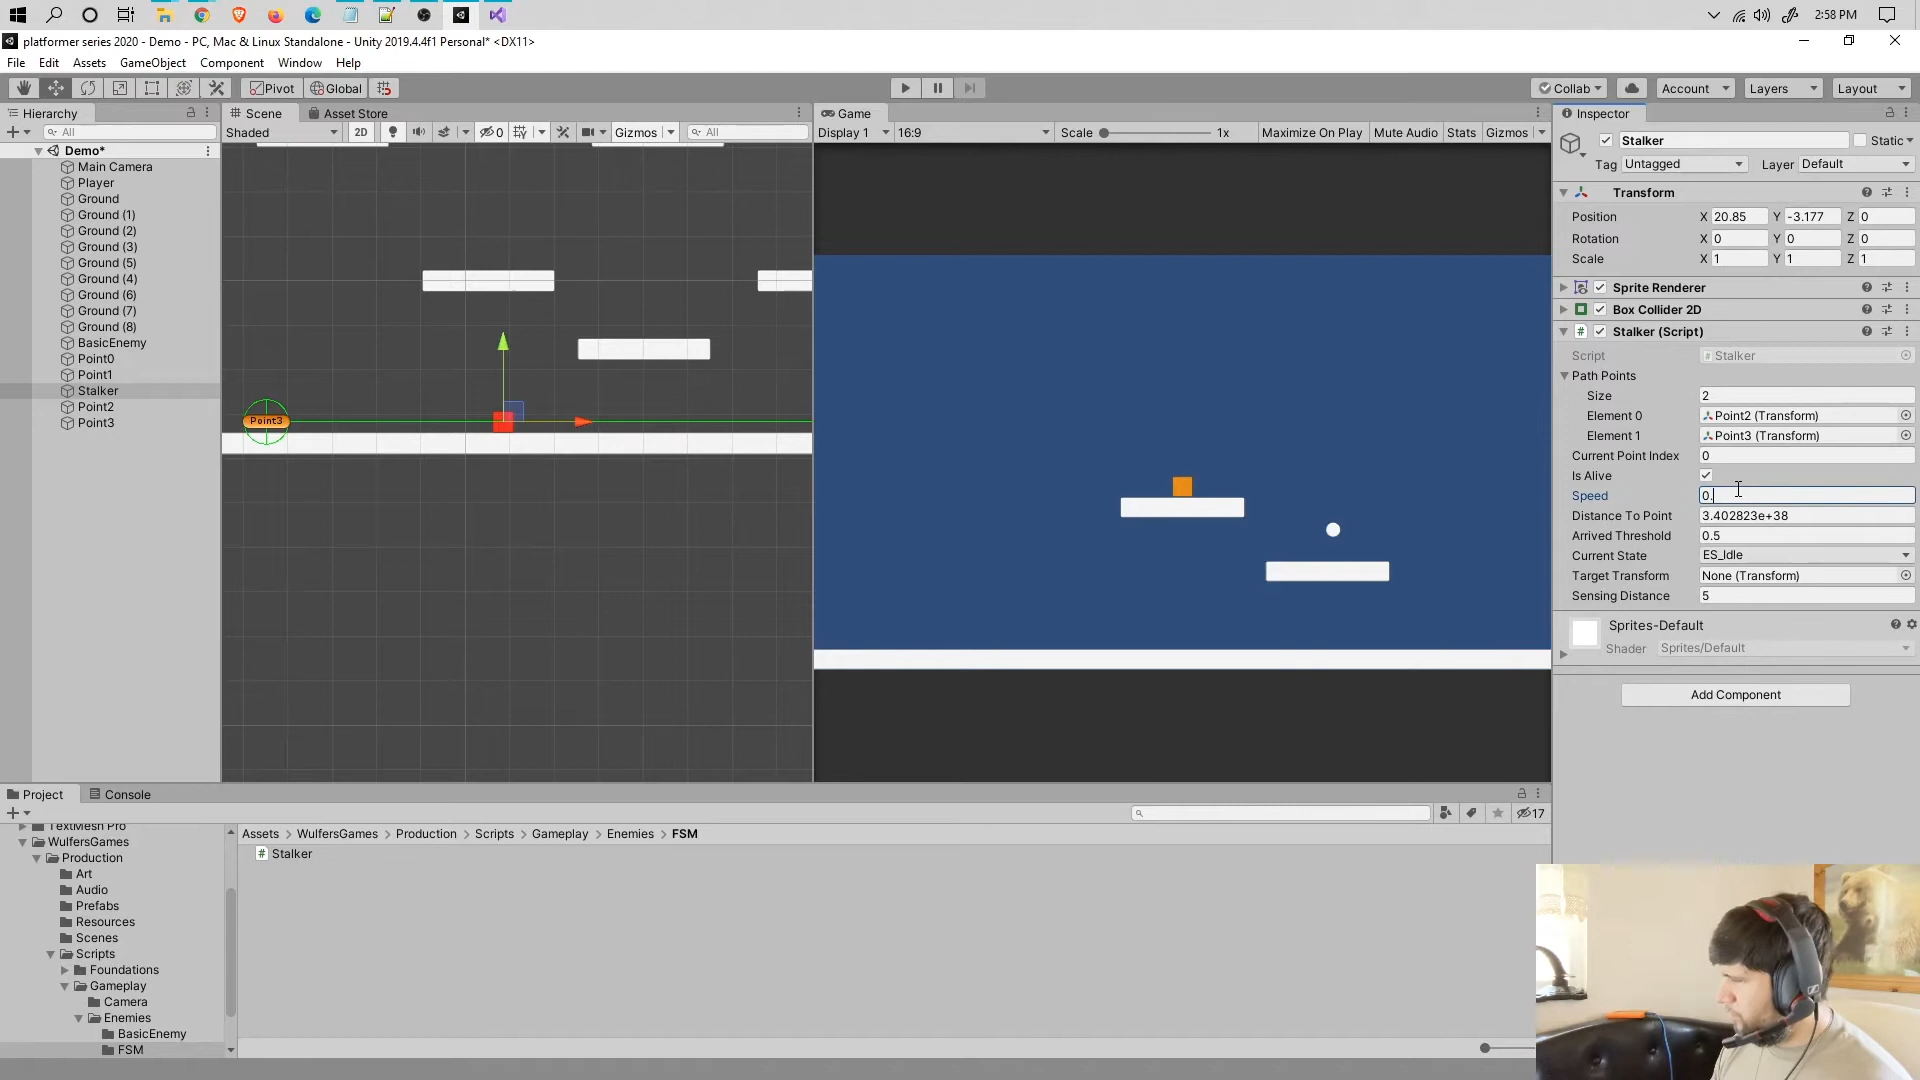 2:58 PM
platformer series 2020 - Demo - PC, Mac & Linux Standalone - Unity 2019.4.4f1 Personal* <DX11>
File Edit Assets GameObject Component Window Help
Pivot Global Collab Account Layers Layout
Hierarchy
All
Demo*
Main Camera
Player
Ground
Ground (1)
Ground (2)
Ground (3)
Ground (5)
Ground (4)
Ground (6)
Ground (7)
Ground (8)
BasicEnemy
Point0
Point1
Stalker
Point2
Point3
Scene Asset Store
Shaded 2D 0 Gizmos All
Point3
Game
Display 1 16:9 Scale 1x Maximize On Play Mute Audio Stats Gizmos
Inspector
Stalker Static
Tag Untagged Layer Default
Transform
Position X 20.85 Y -3.177 Z 0
Rotation X 0 Y 0 Z 0
Scale X 1 Y 1 Z 1
Sprite Renderer
Box Collider 2D
Stalker (Script)
Script Stalker
Path Points
Size 2
Element 0 Point2 (Transform)
Element 1 Point3 (Transform)
Current Point Index 0
Is Alive
Speed 0.
Distance To Point 3.402823e+38
Arrived Threshold 0.5
Current State ES_Idle
Target Transform None (Transform)
Sensing Distance 5
Sprites-Default
Shader Sprites/Default
Add Component
Project Console
17
TextMesh Pro
WulfersGames
Production
Art
Audio
Prefabs
Resources
Scenes
Scripts
Foundations
Gameplay
Camera
Enemies
BasicEnemy
FSM
Assets > WulfersGames > Production > Scripts > Gameplay > Enemies > FSM
Stalker